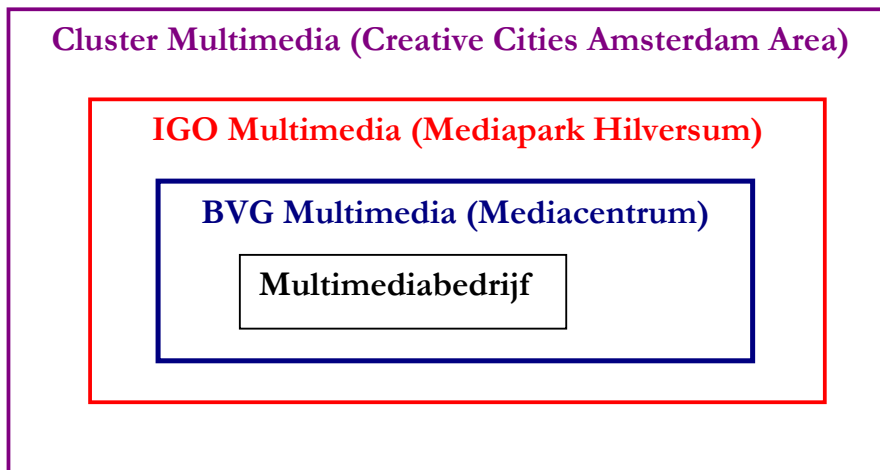 Cluster Multimedia (Creative Cities Amsterdam Area)
IGO Multimedia (Mediapark Hilversum)
BVG Multimedia (Mediacentrum)
Multimediabedrijf